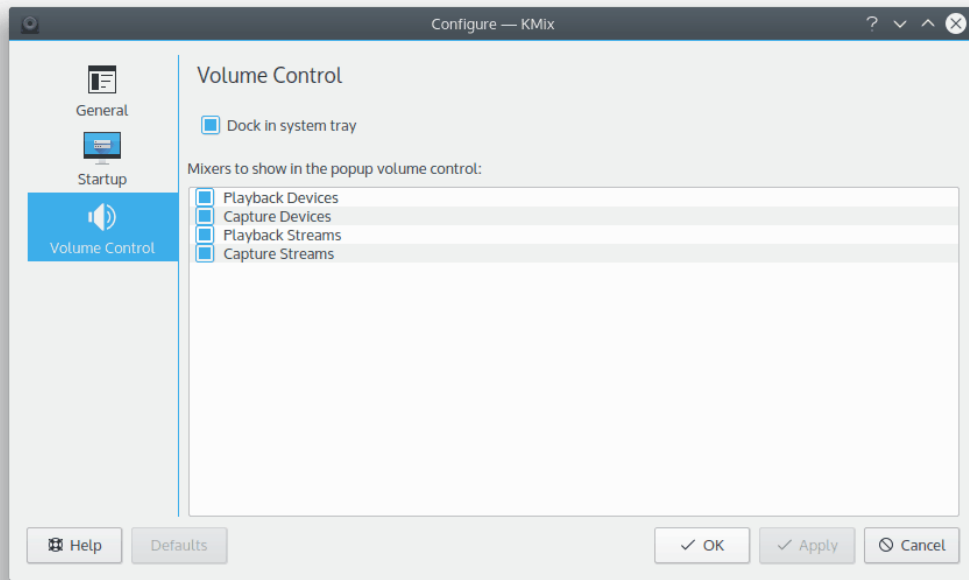 Configure — KMix
General
Startup
Volume Control
Volume Control
Dock in system tray
Mixers to show in the popup volume control:
Playback Devices
Capture Devices
Playback Streams
Capture Streams
Help Defaults OK Apply Cancel